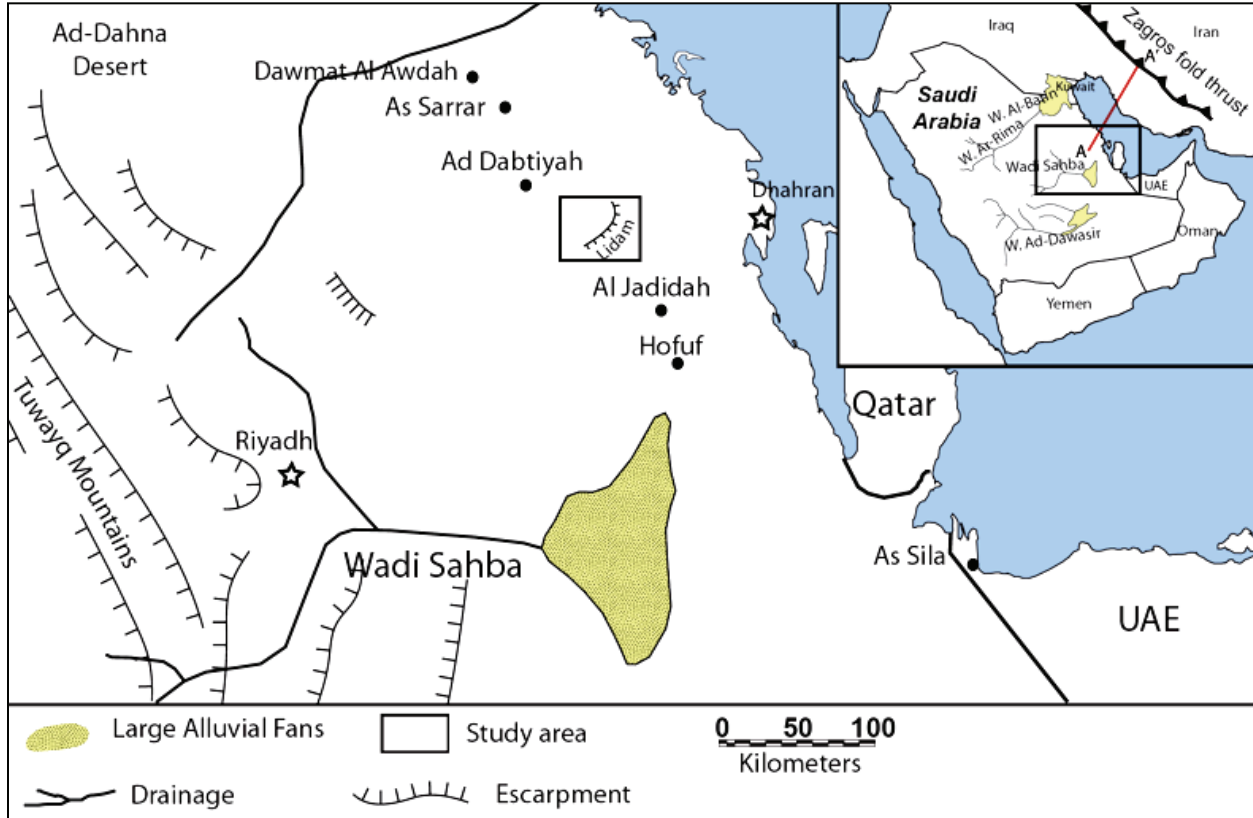 Ad-Dahna
Desert
Dawmat Al Awdah
As Sarrar
Ad Dabtiyah
Lidam
Dhahran
Al Jadidah
Hofuf
Tuwayq Mountains
Riyadh
Wadi Sahba
Qatar
As Sila
UAE
Iraq
Iran
Zagros fold thrust
A'
Kuwait
Saudi
Arabia
W. Al-Batin
W. Ar-Rima
A
Wadi Sahba
UAE
W. Ad-Dawasir
Oman
Yemen
Large Alluvial Fans
Study area
0 50 100
Kilometers
Drainage
Escarpment